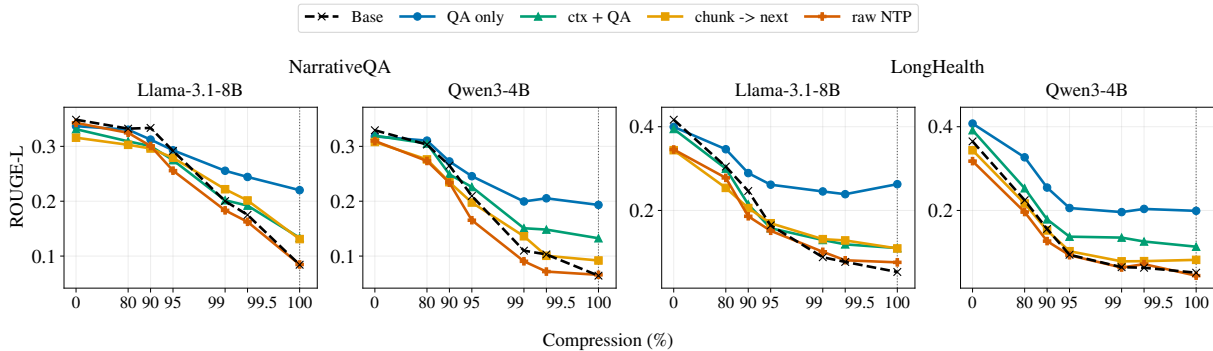 Base QA only ctx + QA chunk -> next raw NTP
NarrativeQA LongHealth
Llama-3.1-8B Qwen3-4B Llama-3.1-8B Qwen3-4B
ROUGE-L
0.3
0.2
0.1
0 80 90 95 99 99.5 100
0.3
0.2
0.1
0 80 90 95 99 99.5 100
0.4
0.2
0 80 90 95 99 99.5 100
0.4
0.2
0 80 90 95 99 99.5 100
Compression (%)